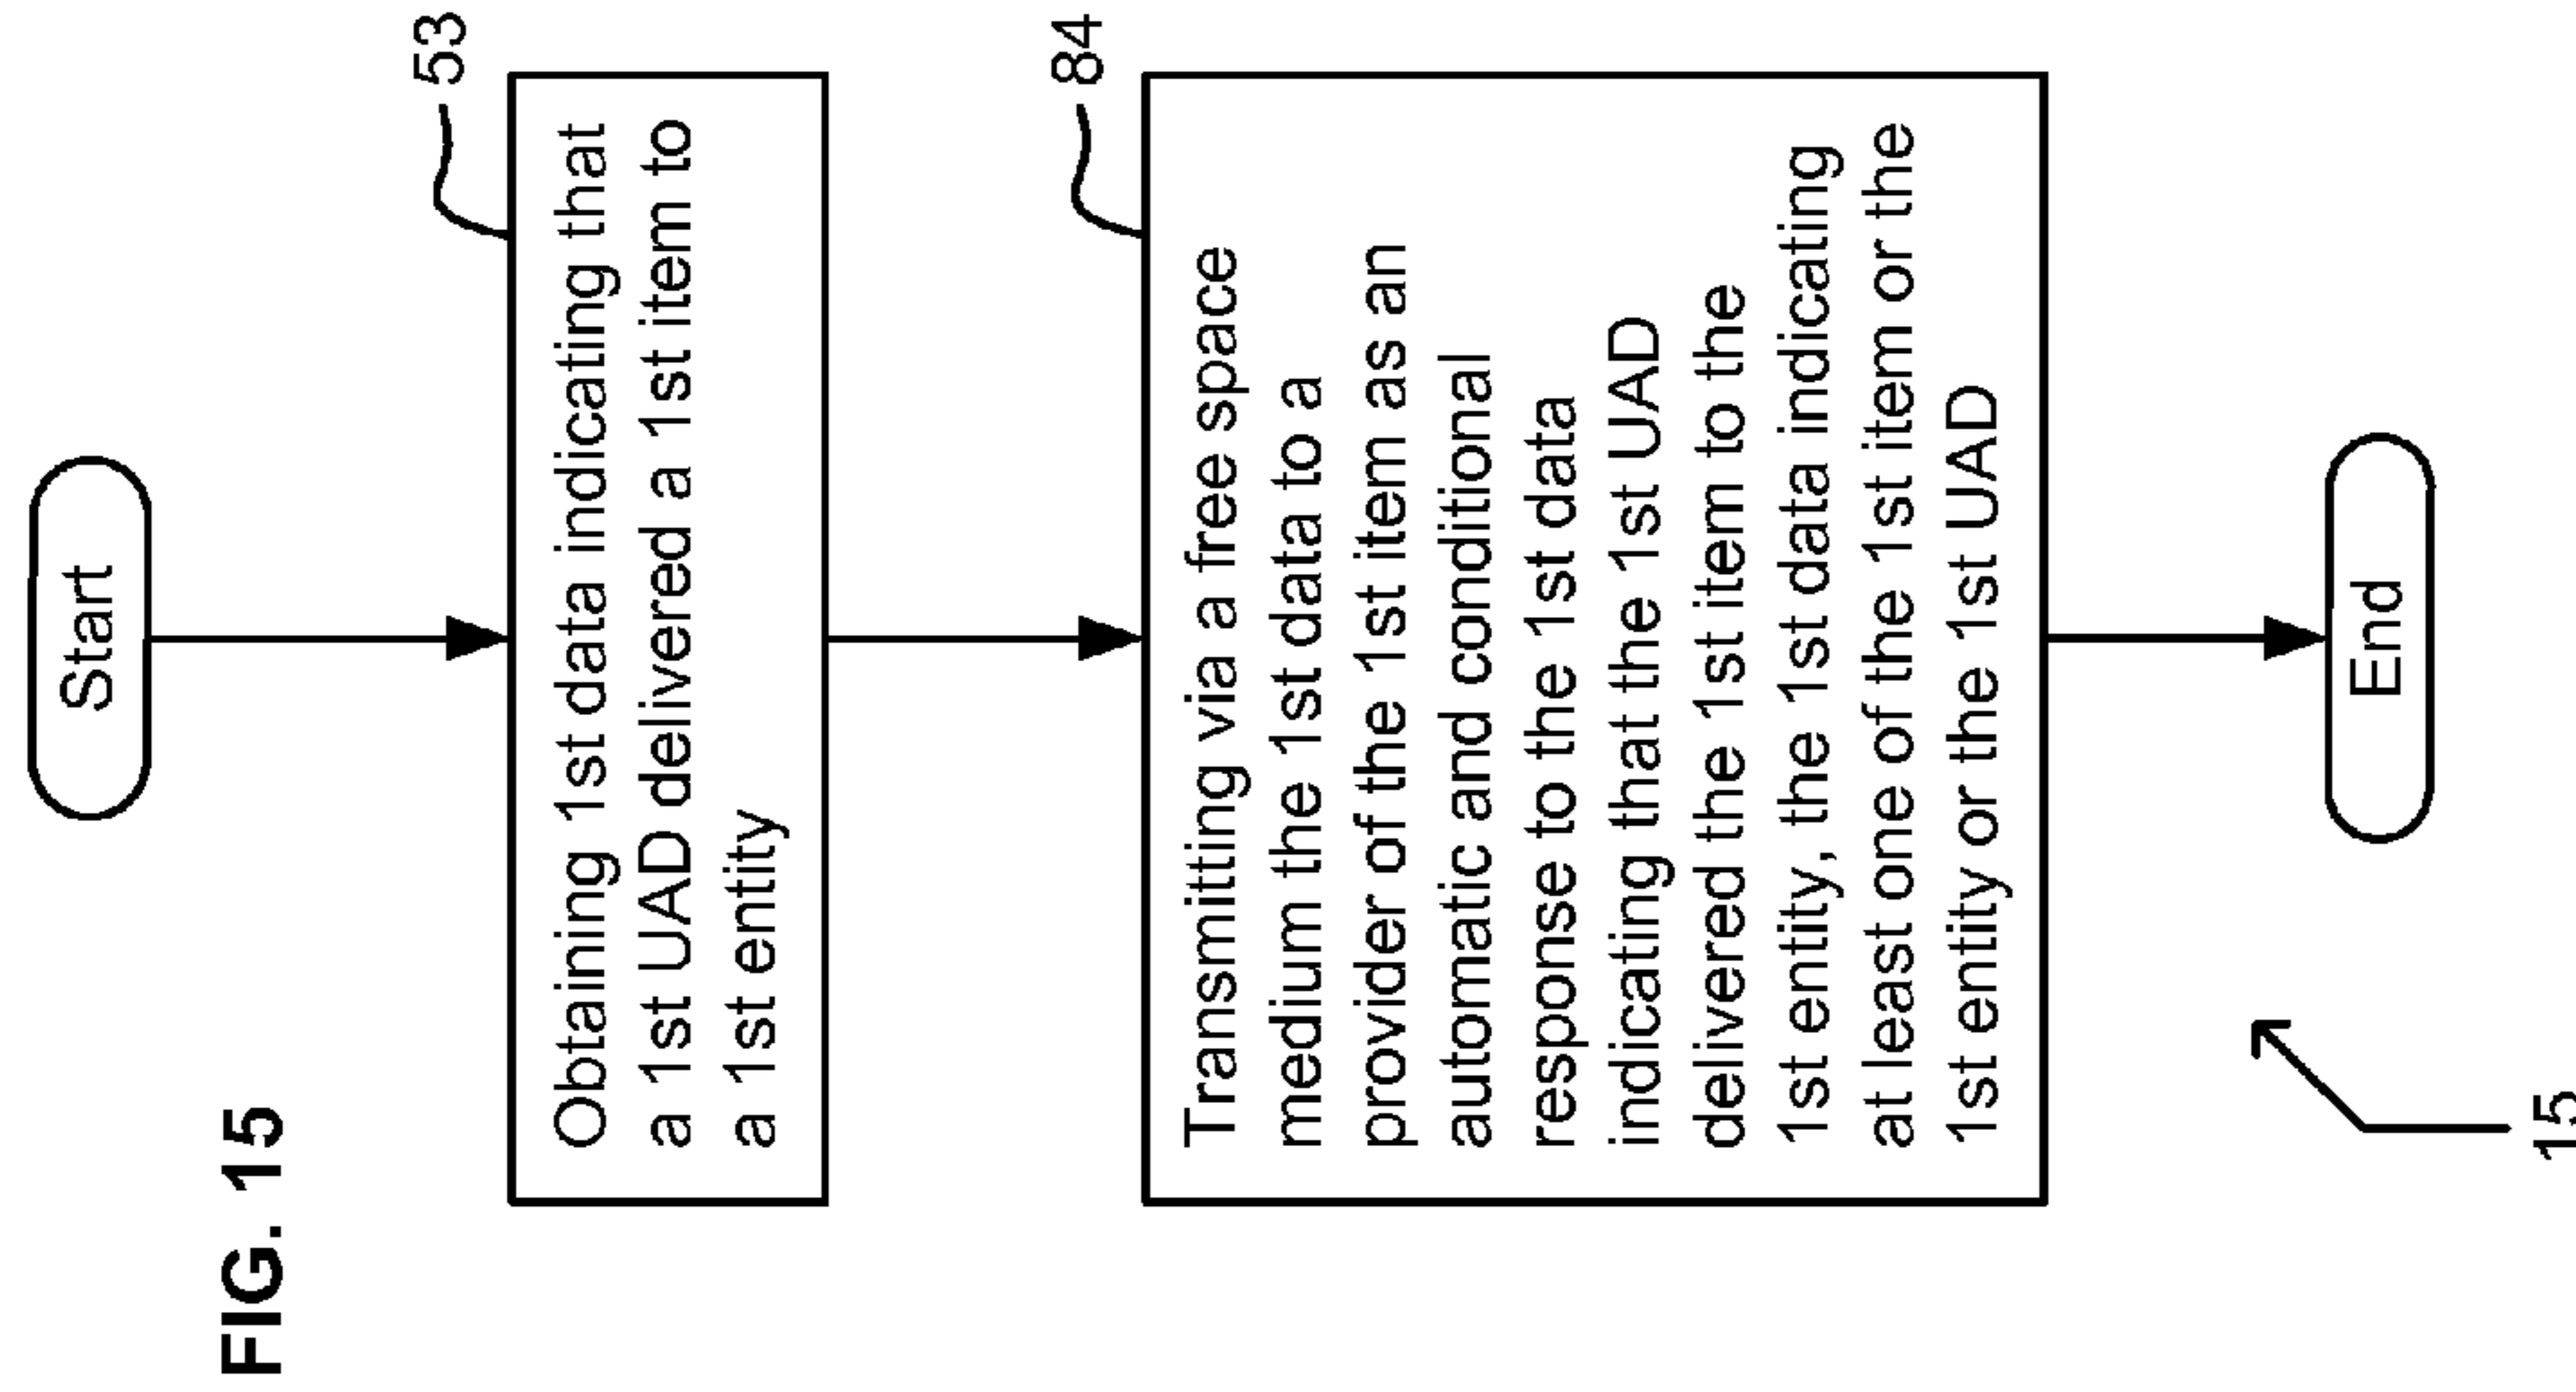 FIG. 15
Start
53
Obtaining 1st data indicating that
a 1st UAD delivered a 1st item to
a 1st entity
84
Transmitting via a free space
medium the 1st data to a
provider of the 1st item as an
automatic and conditional
response to the 1st data
indicating that the 1st UAD
delivered the 1st item to the
1st entity, the 1st data indicating
at least one of the 1st item or the
1st entity or the 1st UAD
End
15